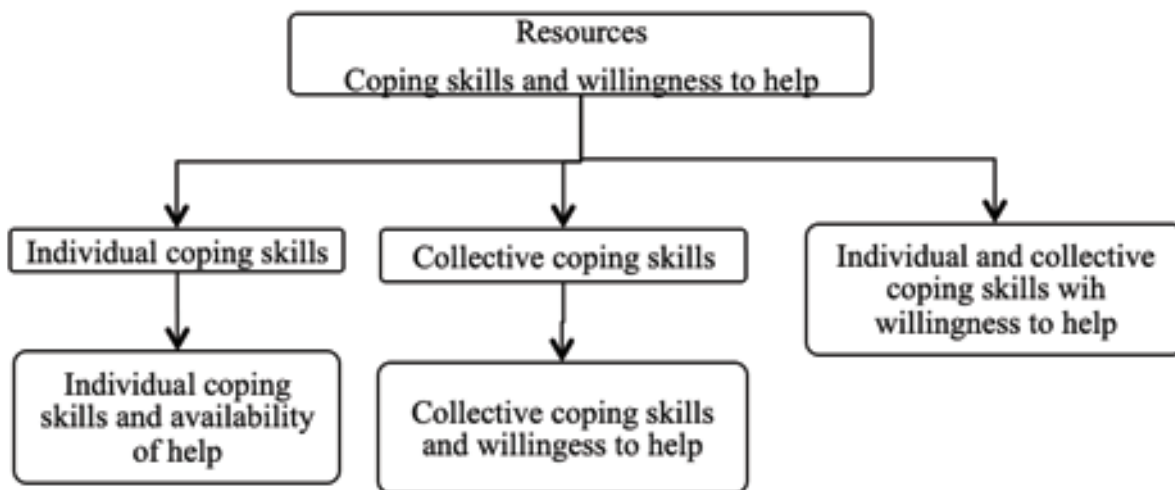 Resources
Coping skills and willingness to help
Individual coping skills
Collective coping skills
Individual and collective
coping skills wih
willingness to help
Individual coping
skills and availability
of help
Collective coping skills
and willingess to help